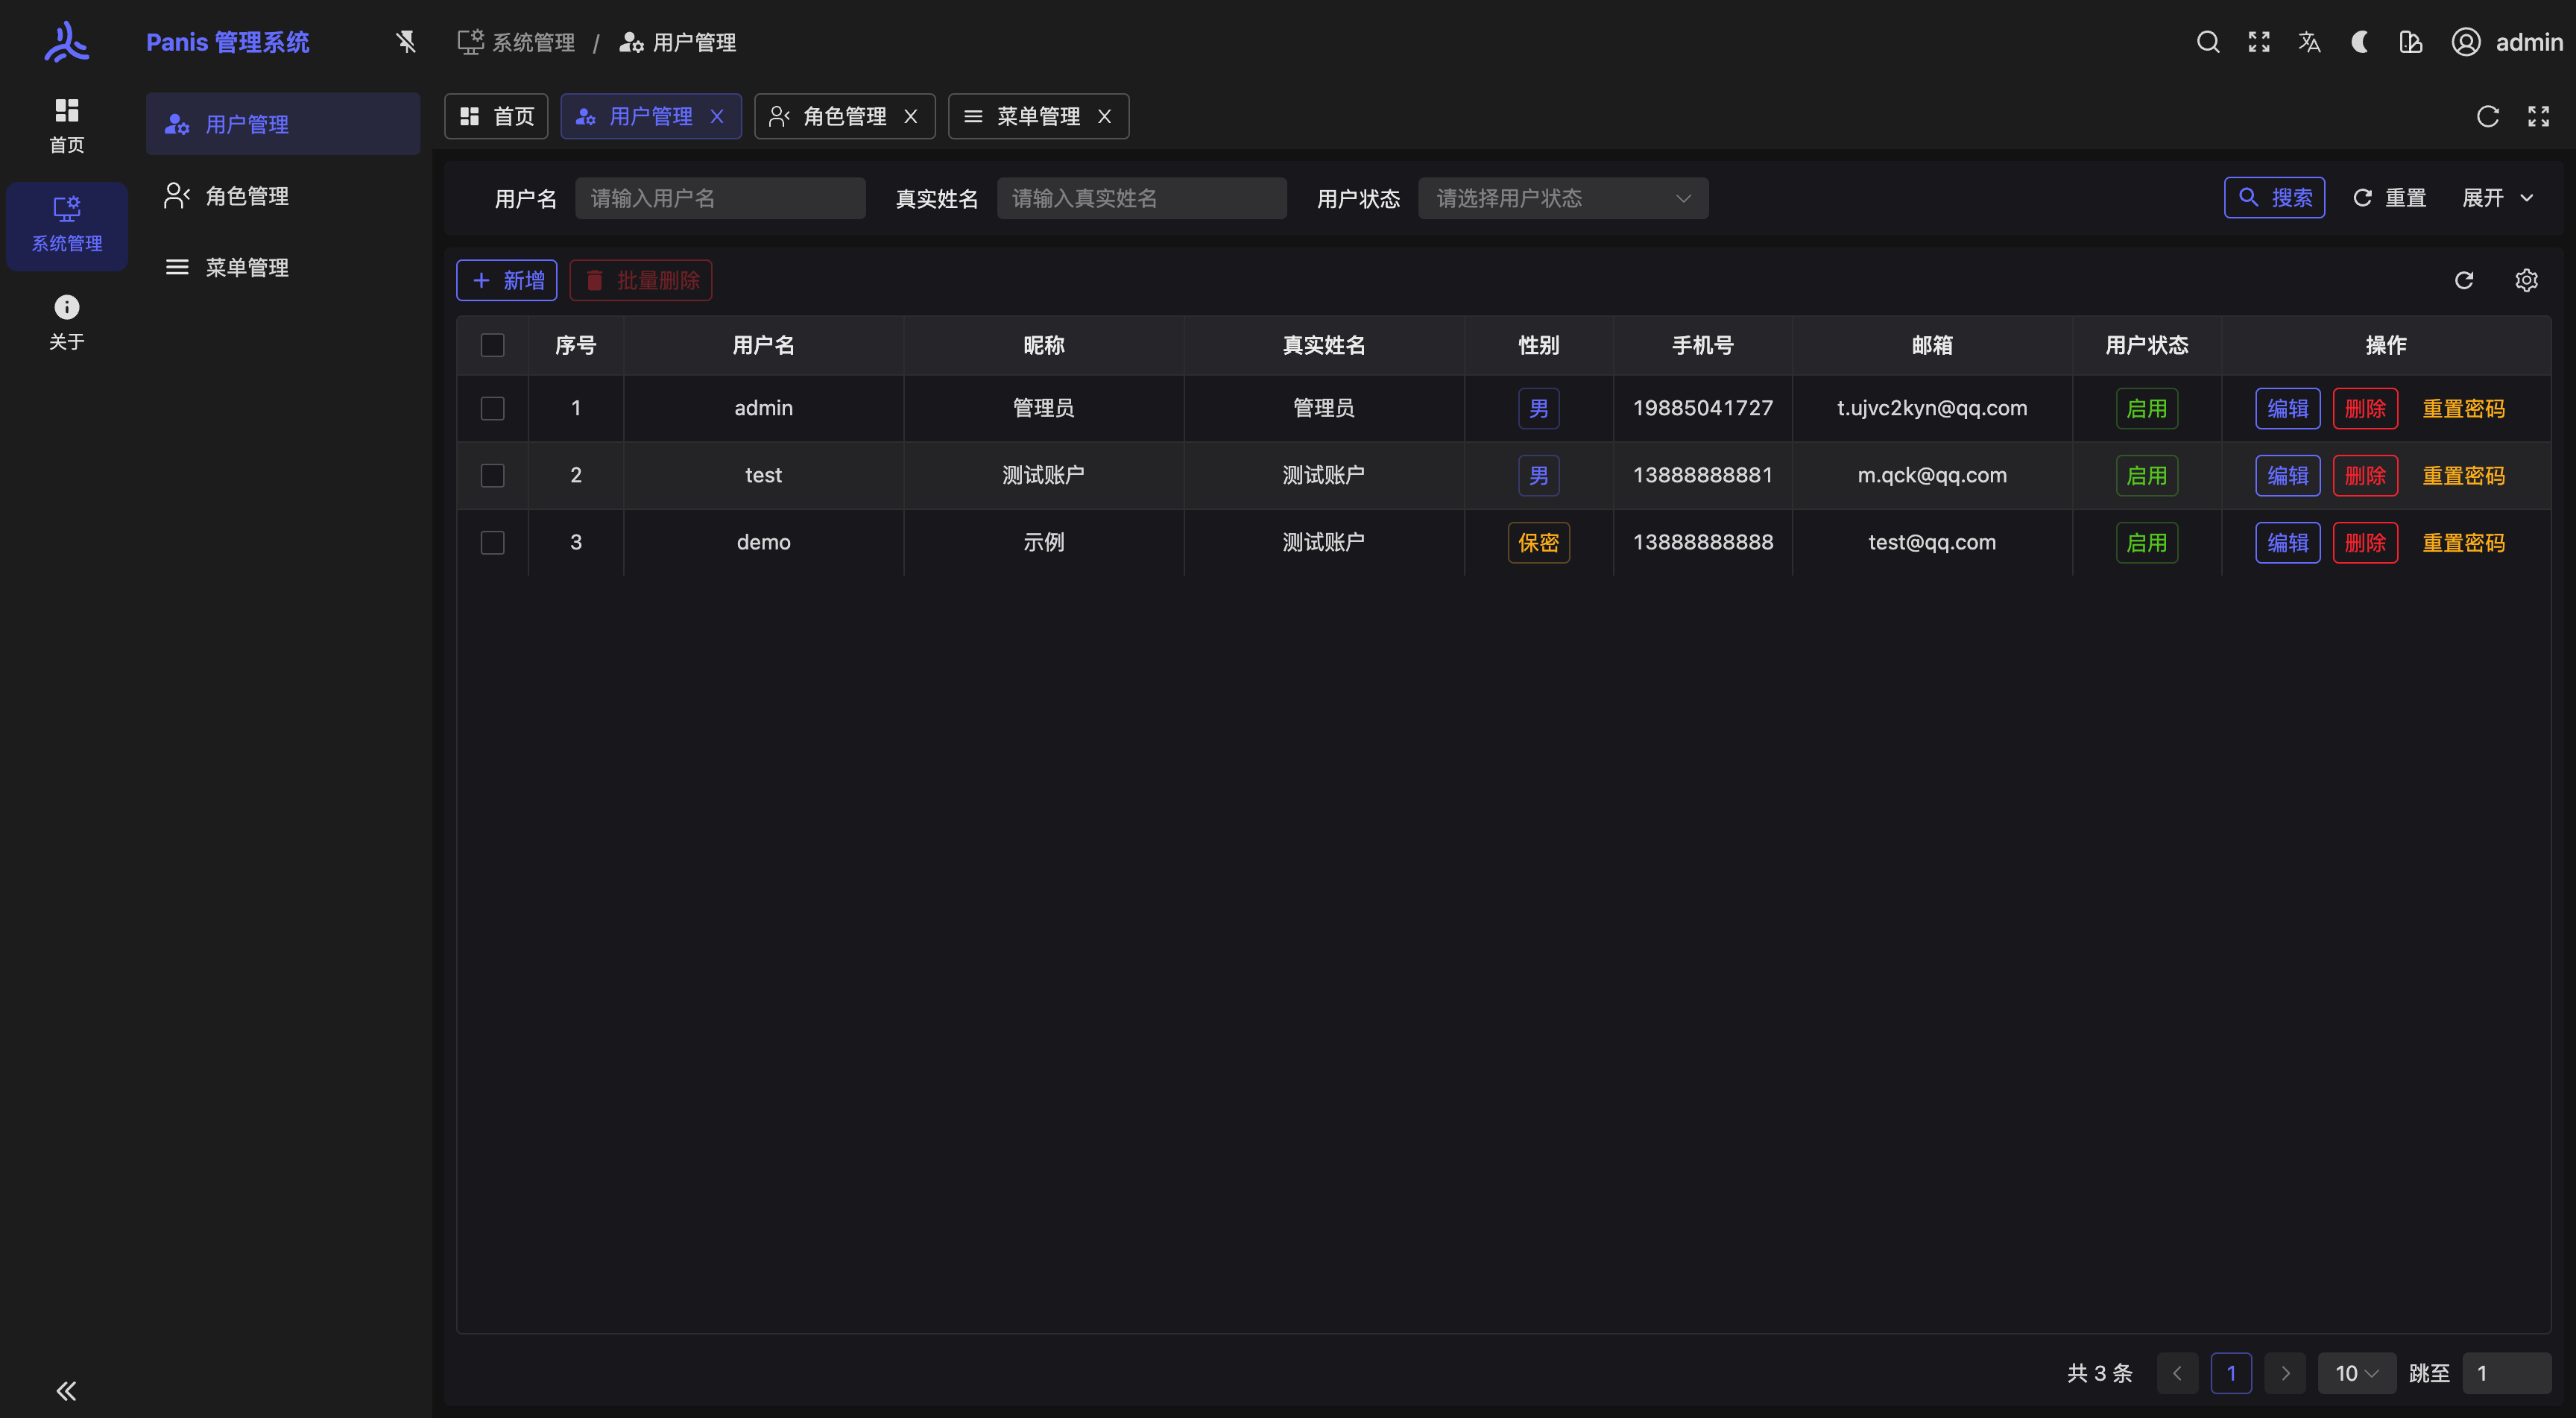 Panis 管理系统
系统管理 / 用户管理
admin
首页
系统管理
关于
用户管理
角色管理
菜单管理
首页 用户管理 角色管理 菜单管理
用户名 请输入用户名 真实姓名 请输入真实姓名 用户状态 请选择用户状态 搜索 重置 展开
新增 批量删除
序号 用户名 昵称 真实姓名 性别 手机号 邮箱 用户状态 操作
1 admin 管理员 管理员 男 19885041727 t.ujvc2kyn@qq.com 启用 编辑 删除 重置密码
2 test 测试账户 测试账户 男 13888888881 m.qck@qq.com 启用 编辑 删除 重置密码
3 demo 示例 测试账户 保密 13888888888 test@qq.com 启用 编辑 删除 重置密码
共 3 条 1 10 跳至 1